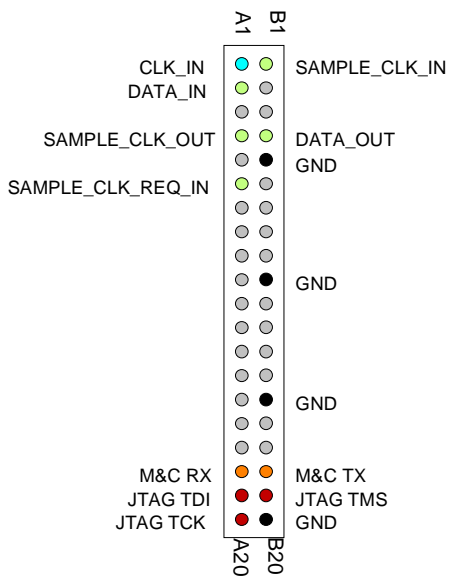 A1 B1
CLK_IN SAMPLE_CLK_IN
DATA_IN
SAMPLE_CLK_OUT DATA_OUT
GND
SAMPLE_CLK_REQ_IN
GND
GND
M&C RX M&C TX
JTAG TDI JTAG TMS
JTAG TCK GND
A20 B20